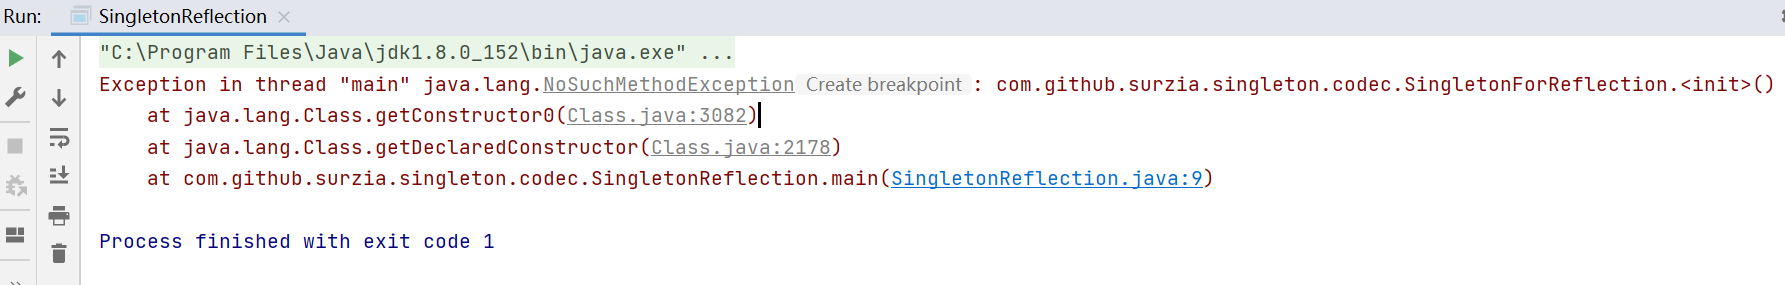 Run: SingletonReflection ×
"C:\Program Files\Java\jdk1.8.0_152\bin\java.exe" ...
Exception in thread "main" java.lang.NoSuchMethodException Create breakpoint : com.github.surzia.singleton.codec.SingletonForReflection.<init>()
    at java.lang.Class.getConstructor0(Class.java:3082)
    at java.lang.Class.getDeclaredConstructor(Class.java:2178)
    at com.github.surzia.singleton.codec.SingletonReflection.main(SingletonReflection.java:9)
Process finished with exit code 1